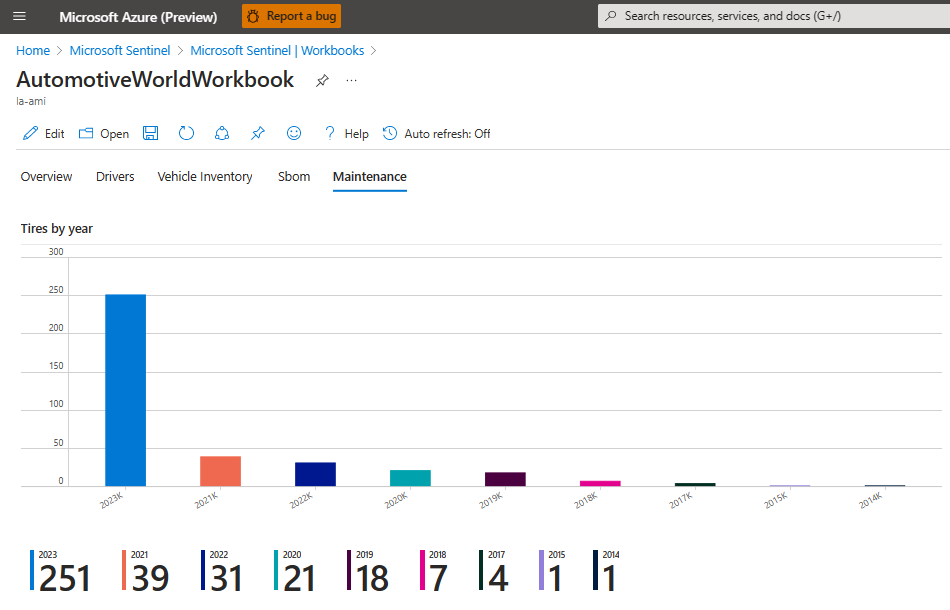 Microsoft Azure (Preview) Report a bug Search resources, services, and docs (G+/)
Home > Microsoft Sentinel > Microsoft Sentinel | Workbooks >
AutomotiveWorldWorkbook ...
la-ami
Edit Open Help Auto refresh: Off
Overview Drivers Vehicle Inventory Sbom Maintenance
Tires by year
300
250
200
150
100
50
0
2023K 2021K 2022K 2020K 2019K 2018K 2017K 2015K 2014K
2023 2021 2022 2020 2019 2018 2017 2015 2014
251 39 31 21 18 7 4 1 1